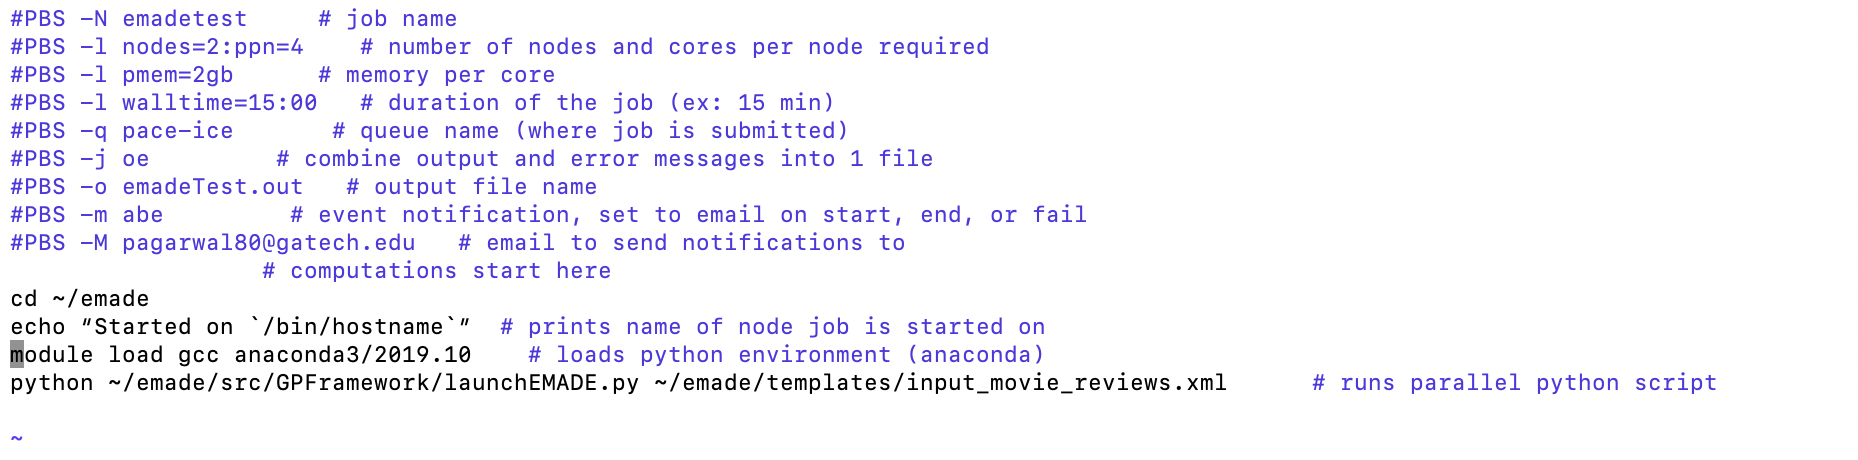 #PBS -N emadetest     # job name
#PBS -l nodes=2:ppn=4    # number of nodes and cores per node required
#PBS -l pmem=2gb      # memory per core
#PBS -l walltime=15:00   # duration of the job (ex: 15 min)
#PBS -q pace-ice       # queue name (where job is submitted)
#PBS -j oe         # combine output and error messages into 1 file
#PBS -o emadeTest.out   # output file name
#PBS -m abe         # event notification, set to email on start, end, or fail
#PBS -M pagarwal80@gatech.edu   # email to send notifications to
                  # computations start here
cd ~/emade
echo “Started on `/bin/hostname`”  # prints name of node job is started on
module load gcc anaconda3/2019.10    # loads python environment (anaconda)
python ~/emade/src/GPFramework/launchEMADE.py ~/emade/templates/input_movie_reviews.xml      # runs parallel python script
~